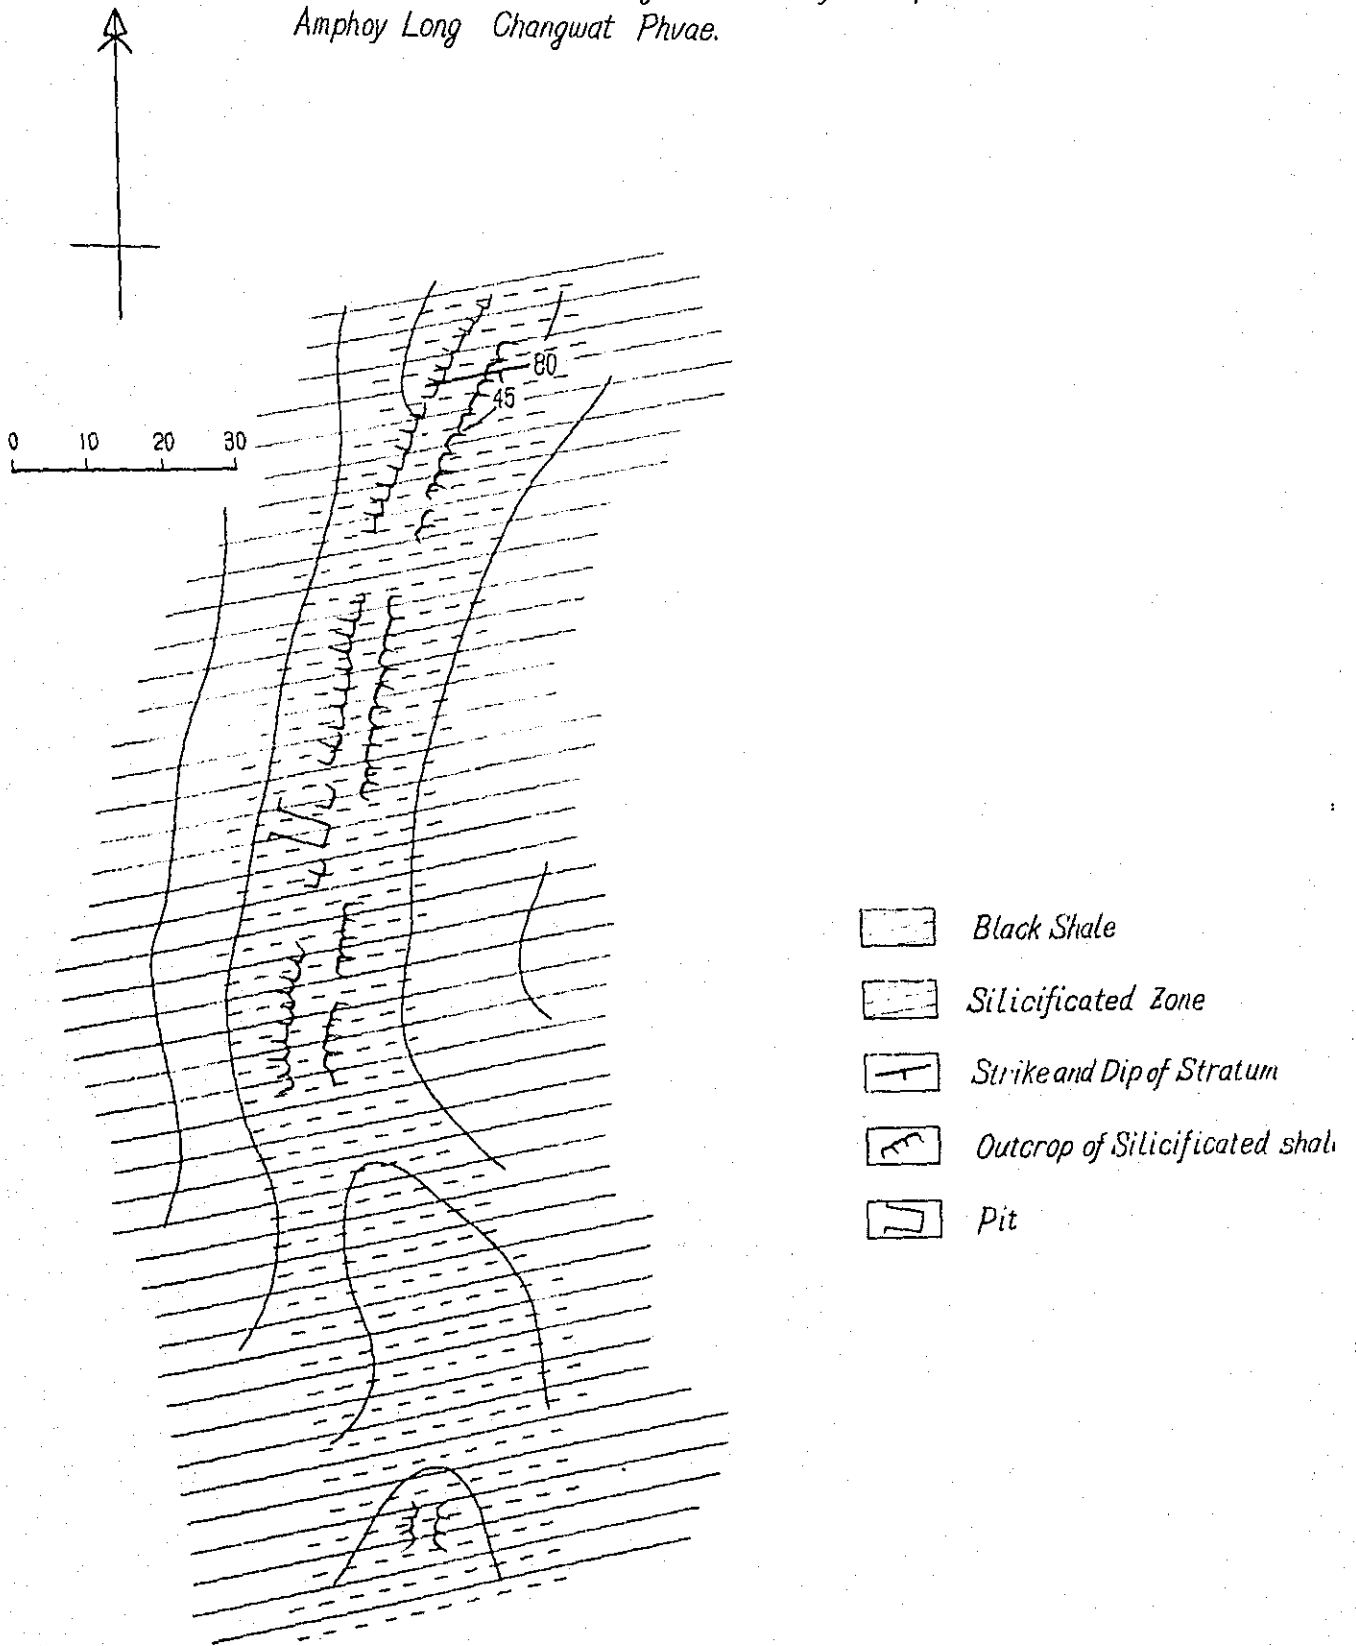 Amphoy Long Changwat Phvae.
80
45
0 10 20 30
Black Shale
Silicificated Zone
Strike and Dip of Stratum
Outcrop of Silicificated
Pit